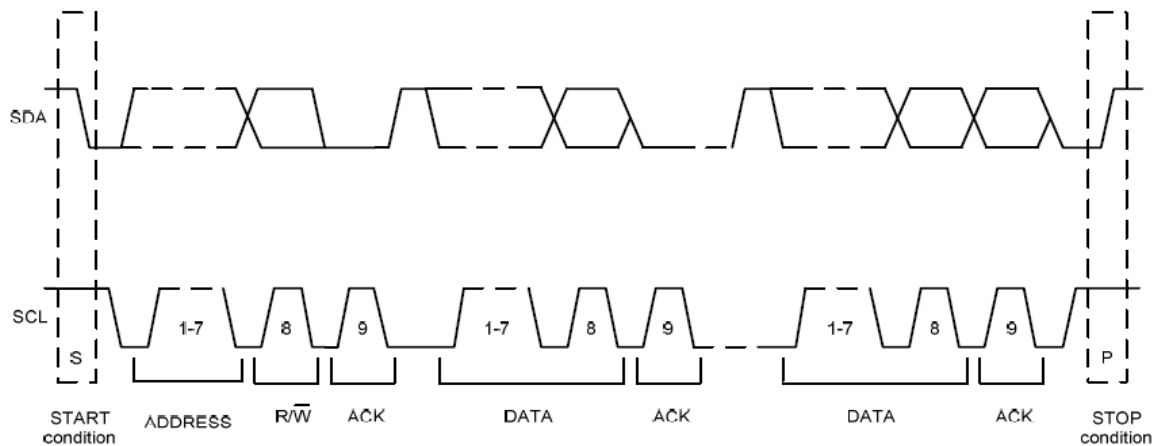 SDA
SCL
1-7 8 9 1-7 8 9 1-7 8 9
S P
START condition
ADDRESS
R/W̅
ACK
DATA
ACK
DATA
ACK
STOP condition